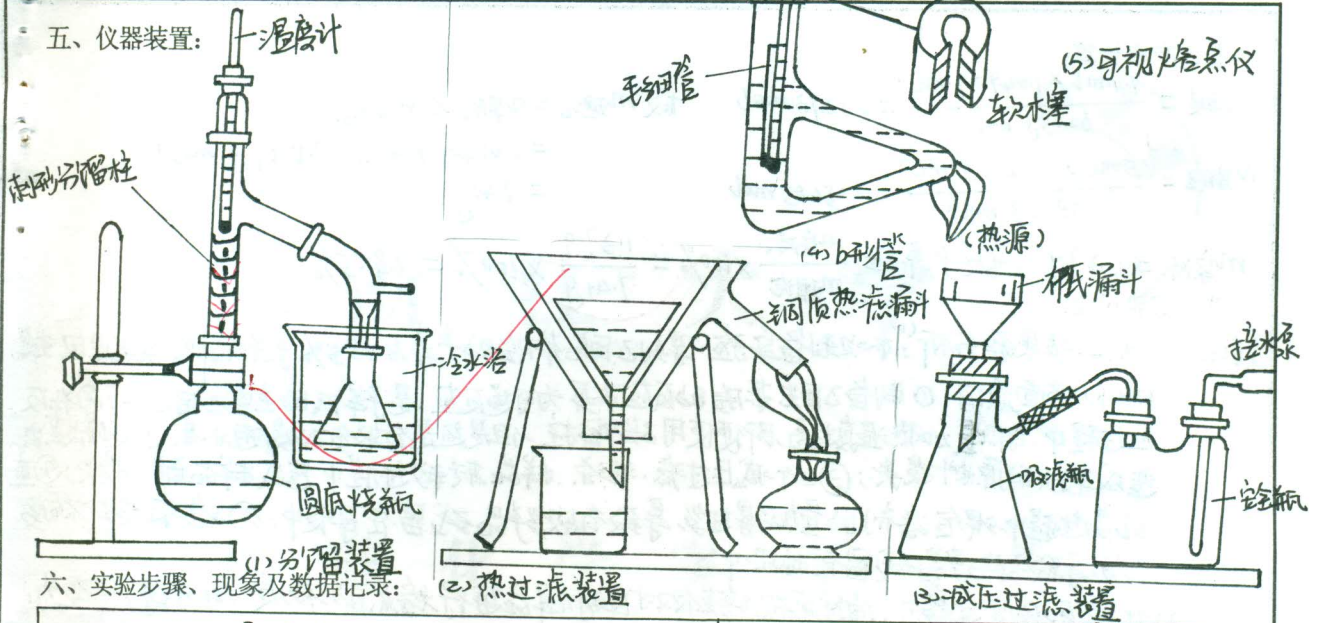 五、仪器装置:
温度计
刺形分馏柱
冷水浴
圆底烧瓶
(1)分馏装置
毛细管
软木塞
(5)可视熔点仪
(热源)
(4)b形管
铜质热滤漏斗
(2)热过滤装置
布氏漏斗
接水泵
吸滤瓶
安全瓶
(3)减压过滤装置
六、实验步骤、现象及数据记录: